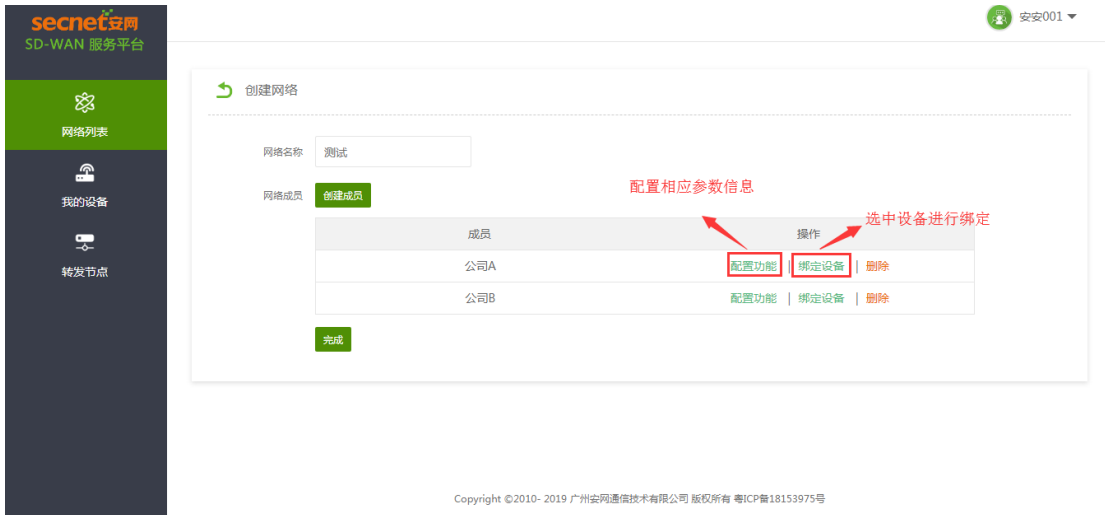 secnet安网
SD-WAN 服务平台
安安001
网络列表
我的设备
转发节点
创建网络
网络名称 测试
配置相应参数信息
网络成员 创建成员
选中设备进行绑定
成员 操作
公司A 配置功能 | 绑定设备 | 删除
公司B 配置功能 | 绑定设备 | 删除
完成
Copyright ©2010- 2019 广州安网通信技术有限公司 版权所有 粤ICP备18153975号